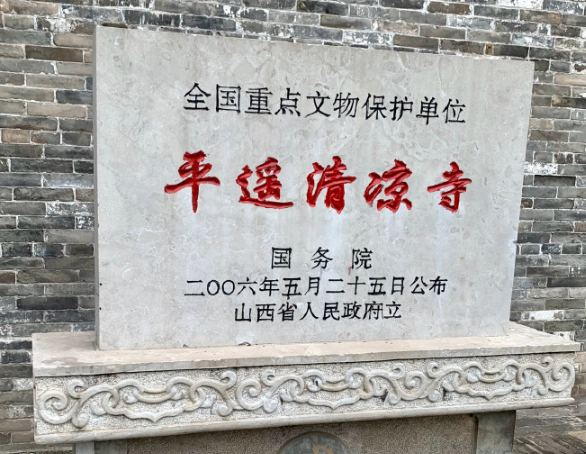 全国重点文物保护单位
平遥清凉寺
国务院
二〇〇六年五月二十五日公布
山西省人民政府立